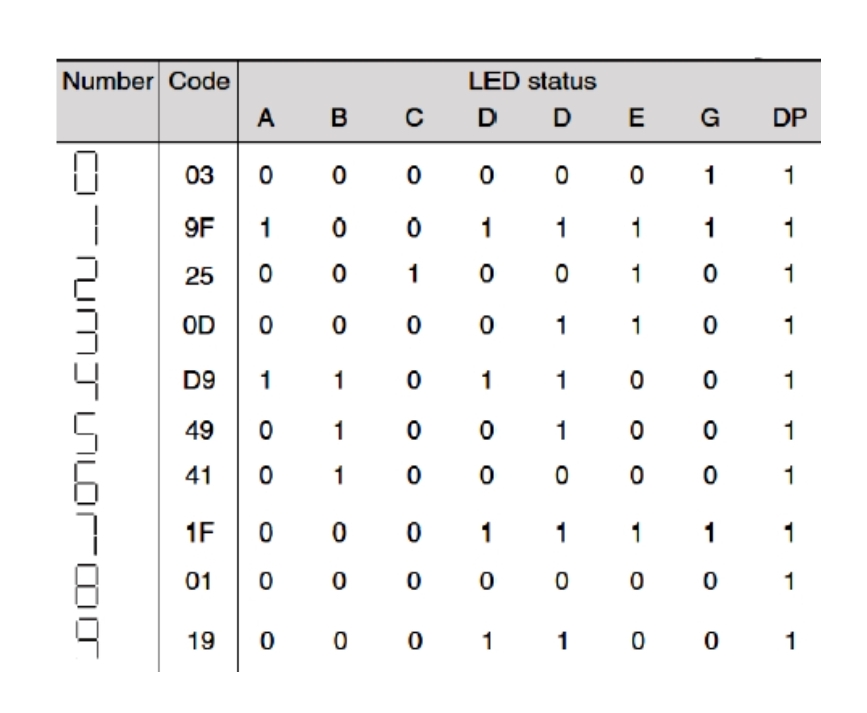 Number Code LED status
A B C D D E G DP
0 03 0 0 0 0 0 0 1 1
1 9F 1 0 0 1 1 1 1 1
2 25 0 0 1 0 0 1 0 1
3 0D 0 0 0 0 1 1 0 1
4 D9 1 1 0 1 1 0 0 1
5 49 0 1 0 0 1 0 0 1
6 41 0 1 0 0 0 0 0 1
7 1F 0 0 0 1 1 1 1 1
8 01 0 0 0 0 0 0 0 1
9 19 0 0 0 1 1 0 0 1